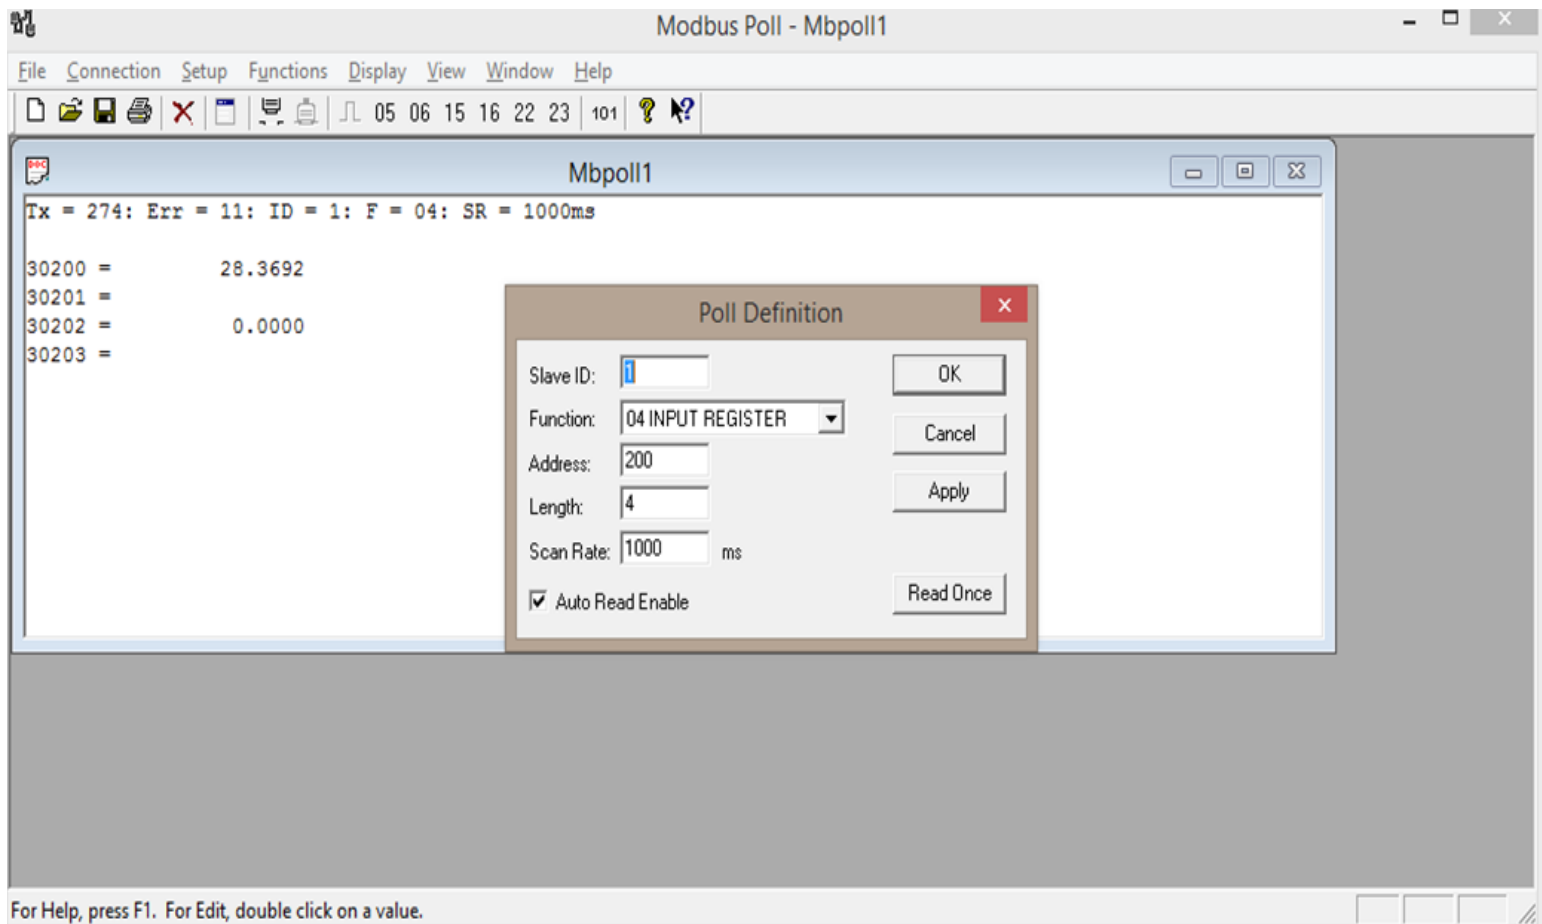 Modbus Poll - Mbpoll1
File Connection Setup Functions Display View Window Help
05 06 15 16 22 23 101
Mbpoll1
Tx = 274: Err = 11: ID = 1: F = 04: SR = 1000ms
30200 = 28.3692
30201 =
30202 = 0.0000
30203 =
Poll Definition
Slave ID: 1 OK
Function: 04 INPUT REGISTER Cancel
Address: 200
Length: 4 Apply
Scan Rate: 1000 ms
Auto Read Enable Read Once
For Help, press F1. For Edit, double click on a value.